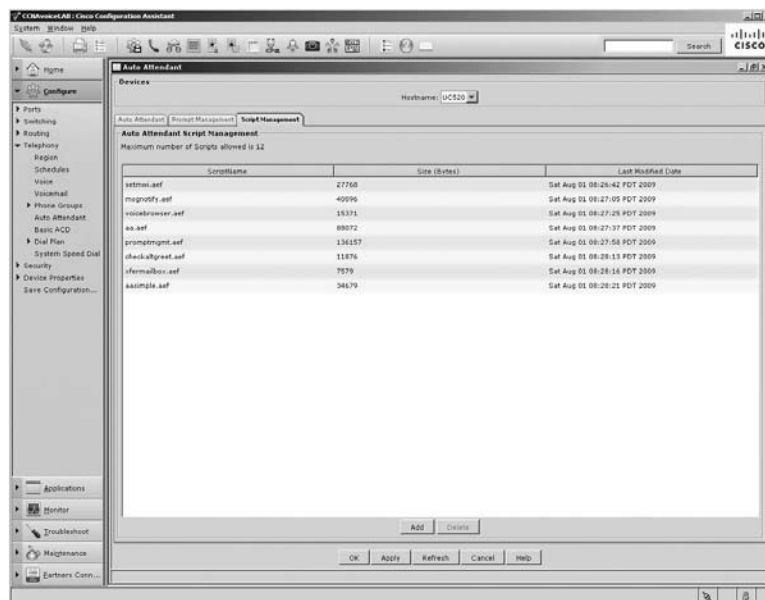 CCNAvoiceLAB : Cisco Configuration Assistant
System Window Help
Search
CISCO
Home
Configure
Ports
Switching
Routing
Telephony
Region
Schedules
Voice
Voicemail
Phone Groups
Auto Attendant
Basic ACD
Dial Plan
System Speed Dial
Security
Device Properties
Save Configuration...
Applications
Monitor
Troubleshoot
Maintenance
Partners Conn...
Auto Attendant
Devices
Hostname: UC520
Auto Attendant Prompt Management Script Management
Auto Attendant Script Management
Maximum number of Scripts allowed is 12
ScriptName Size (Bytes) Last Modified Date
setmwi.aef 27768 Sat Aug 01 08:26:42 PDT 2009
msgnotify.aef 40096 Sat Aug 01 08:27:05 PDT 2009
voicebrowser.aef 15371 Sat Aug 01 08:27:25 PDT 2009
aa.aef 88072 Sat Aug 01 08:27:37 PDT 2009
promptmgmt.aef 136157 Sat Aug 01 08:27:58 PDT 2009
checkaltgreet.aef 11876 Sat Aug 01 08:28:13 PDT 2009
xfermailbox.aef 7579 Sat Aug 01 08:28:16 PDT 2009
aasimple.aef 34679 Sat Aug 01 08:28:21 PDT 2009
Add Delete
OK Apply Refresh Cancel Help